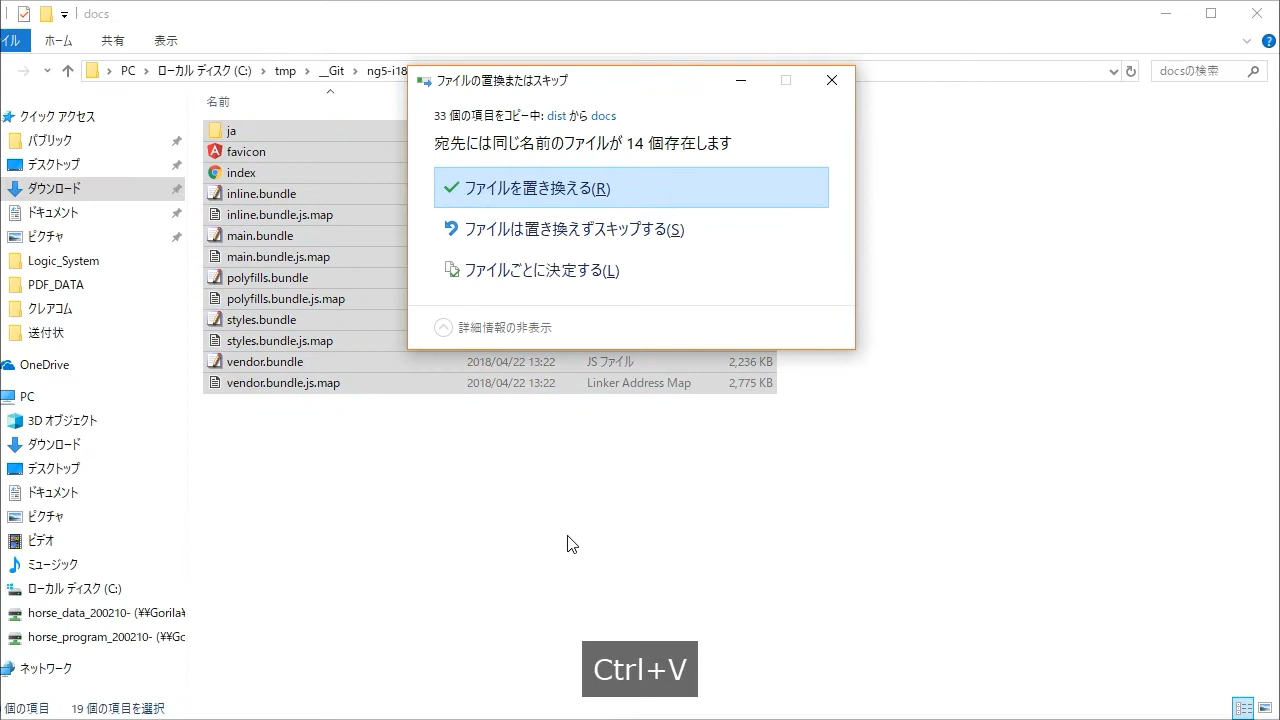 docs
イル ホーム 共有 表示
PC ローカル ディスク (C:) tmp __Git ng5-i18 docsの検索
クイック アクセス
パブリック
デスクトップ
ダウンロード
ドキュメント
ピクチャ
Logic_System
PDF_DATA
クレアコム
送付状
OneDrive
PC
3D オブジェクト
ダウンロード
デスクトップ
ドキュメント
ピクチャ
ビデオ
ミュージック
ローカル ディスク (C:)
horse_data_200210- (¥¥Gorila¥
horse_program_200210- (¥¥Go
ネットワーク
名前
ja
favicon
index
inline.bundle
inline.bundle.js.map
main.bundle
main.bundle.js.map
polyfills.bundle
polyfills.bundle.js.map
styles.bundle
styles.bundle.js.map
vendor.bundle 2018/04/22 13:22 JS ファイル 2,236 KB
vendor.bundle.js.map 2018/04/22 13:22 Linker Address Map 2,775 KB
ファイルの置換またはスキップ
33 個の項目をコピー中: dist から docs
宛先には同じ名前のファイルが 14 個存在します
ファイルを置き換える(R)
ファイルは置き換えずスキップする(S)
ファイルごとに決定する(L)
詳細情報の非表示
Ctrl+V
個の項目 19 個の項目を選択